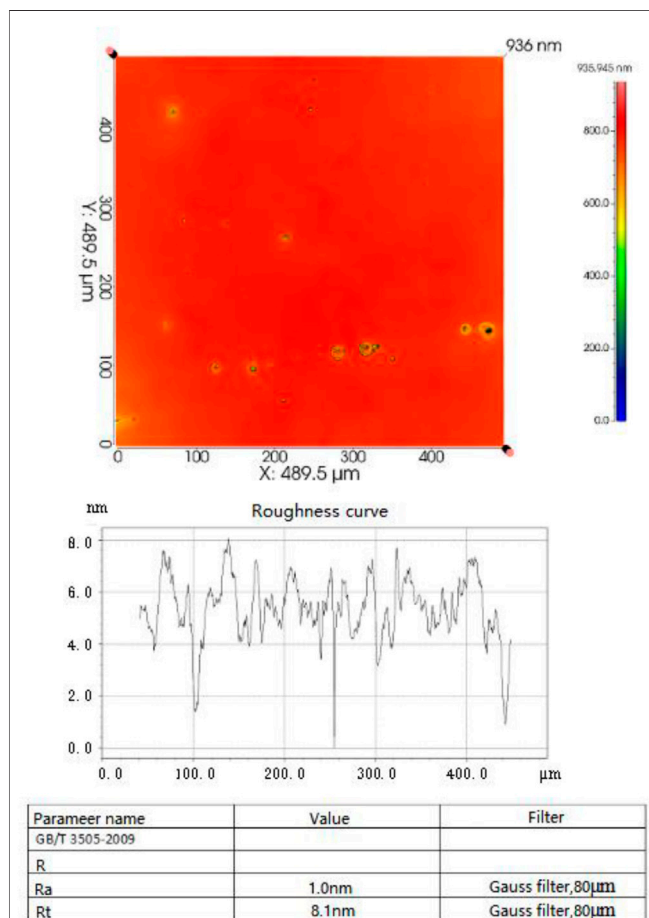 936 nm
935.945 nm
800.0
600.0
400.0
200.0
0.0
400
300
200
100
0
Y: 489.5 μm
0
100
200
300
400
X: 489.5 μm
nm
Roughness curve
8.0
6.0
4.0
2.0
0.0
0.0
100.0
200.0
300.0
400.0
μm
Parameer name Value Filter
GB/T 3505-2009
R
Ra 1.0nm Gauss filter,80μm
Rt 8.1nm Gauss filter,80μm